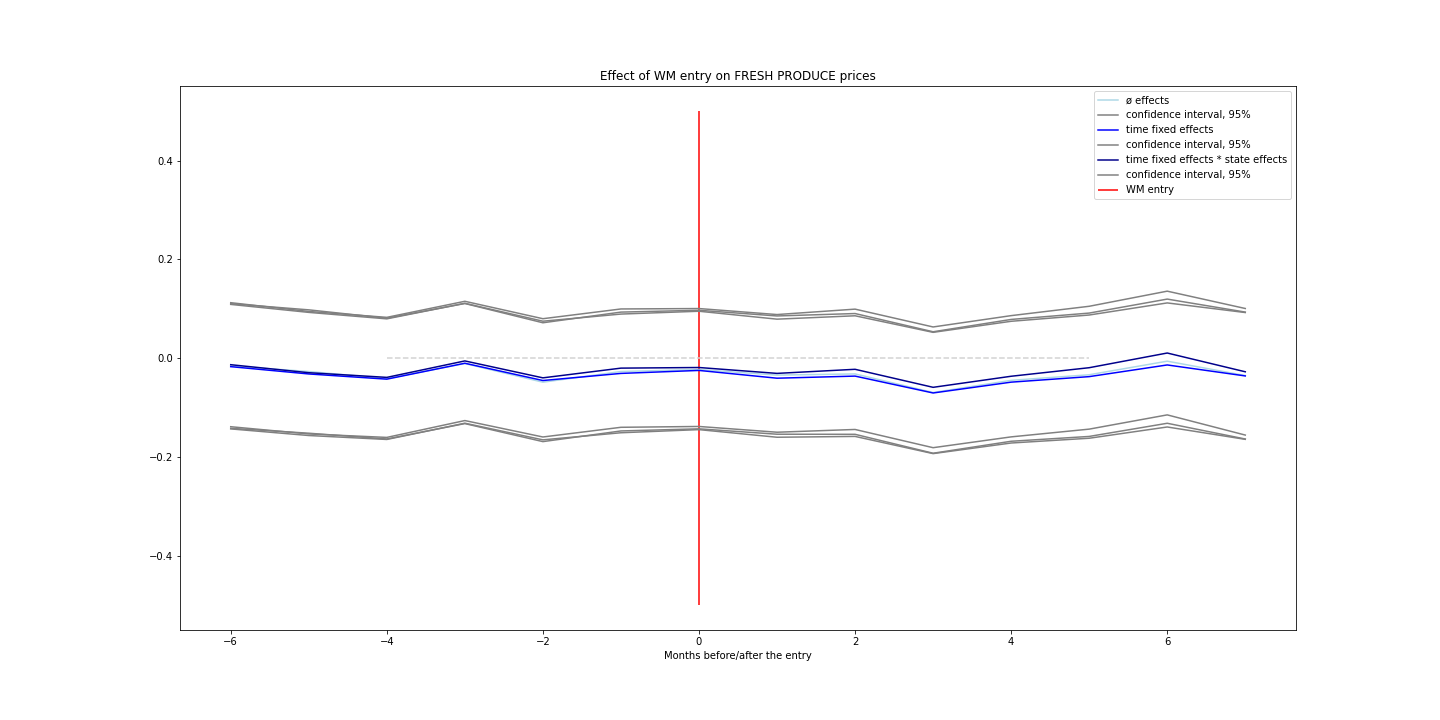 Effect of WM entry on FRESH PRODUCE prices
ø effects
confidence interval, 95%
time fixed effects
confidence interval, 95%
time fixed effects * state effects
confidence interval, 95%
WM entry
0.4
0.2
0.0
−0.2
−0.4
−6 −4 −2 0 2 4 6
Months before/after the entry